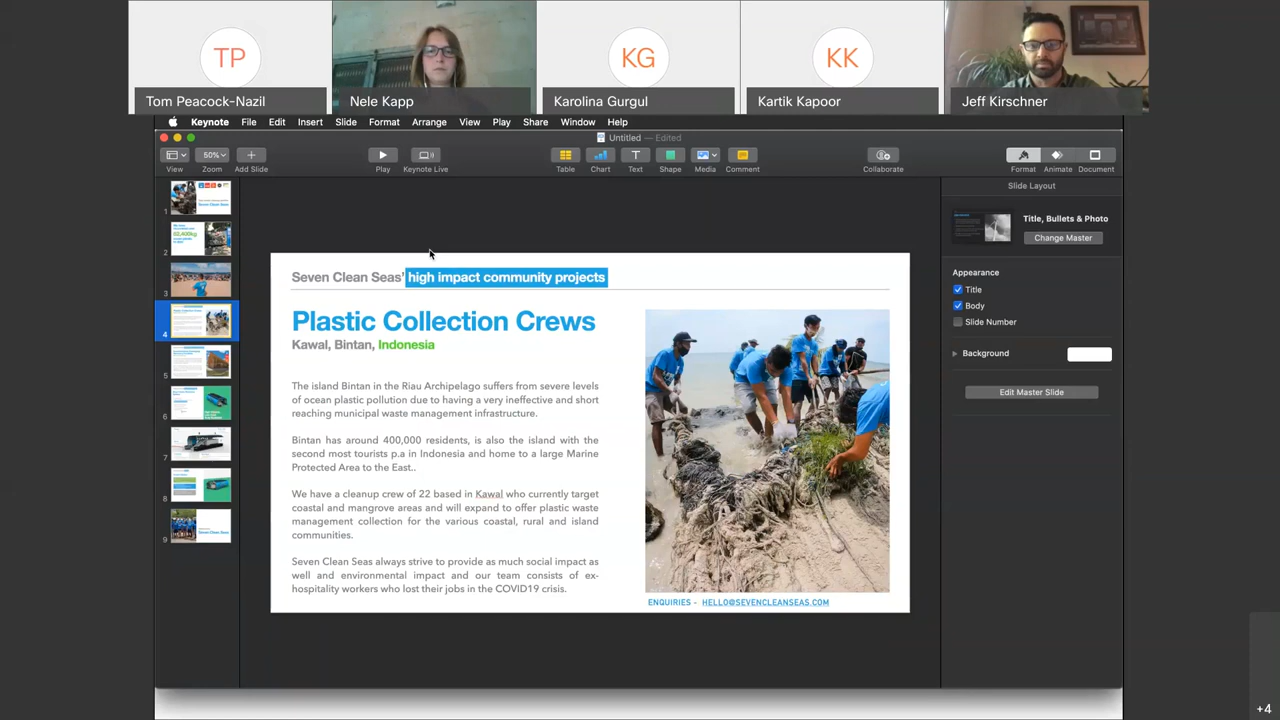 TP
KG
KK
Tom Peacock-Nazil
Nele Kapp
Karolina Gurgul
Kartik Kapoor
Jeff Kirschner
Keynote File Edit Insert Slide Format Arrange View Play Share Window Help
Untitled — Edited
50%
View Zoom Add Slide Play Keynote Live Table Chart Text Shape Media Comment Collaborate Format Animate Document
Slide Layout
Title, Bullets & Photo
Change Master
Appearance
Title
Body
Slide Number
Background
Edit Master Slide
1
2
3
4
5
6
7
8
9
Seven Clean Seas' high impact community projects
Plastic Collection Crews
Kawal, Bintan, Indonesia
The island Bintan in the Riau Archipelago suffers from severe levels
of ocean plastic pollution due to having a very ineffective and short
reaching municipal waste management infrastructure.
Bintan has around 400,000 residents, is also the island with the
second most tourists p.a in Indonesia and home to a large Marine
Protected Area to the East..
We have a cleanup crew of 22 based in Kawal who currently target
coastal and mangrove areas and will expand to offer plastic waste
management collection for the various coastal, rural and island
communities.
Seven Clean Seas always strive to provide as much social impact as
well and environmental impact and our team consists of ex-
hospitality workers who lost their jobs in the COVID19 crisis.
ENQUIRIES - HELLO@SEVENCLEANSEAS.COM
+4